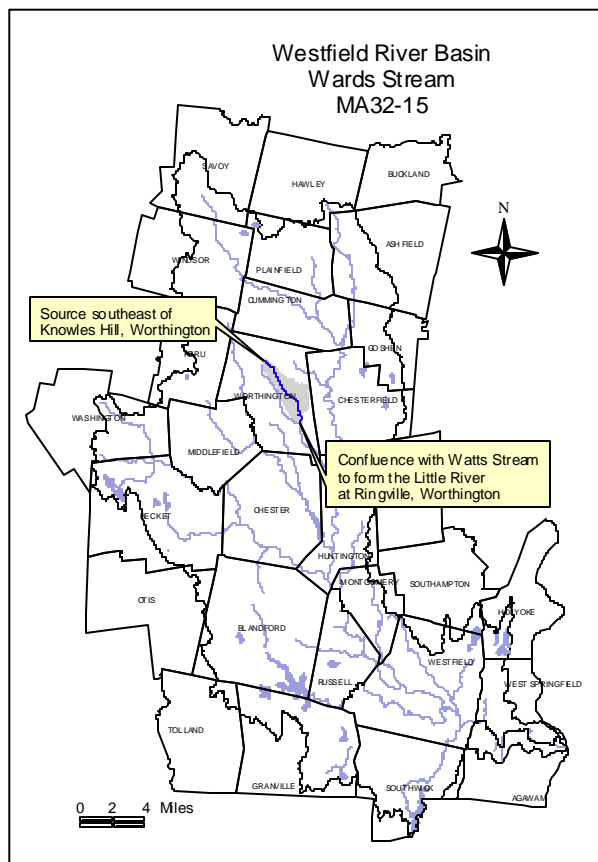 Westfield River Basin
Wards Stream
MA32-15
SAVOY
HAWLEY
BUCKLAND
N
ASHFIELD
WINDSOR
PLAINFIELD
CUMMINGTON
Source southeast of
Knowles Hill, Worthington
GOSHEN
PERU
WORTHINGTON
CHESTERFIELD
WASHINGTON
MIDDLEFIELD
Confluence with Watts Stream
to form the Little River
at Ringville, Worthington
CHESTER
BECKET
HUNTINGTON
MONTGOMERY
SOUTHAMPTON
OTIS
HOLYOKE
BLANDFORD
WESTFIELD
RUSSELL
WEST SPRINGFIELD
TOLLAND
GRANVILLE
SOUTHWICK
AGAWAM
0 2 4 Miles